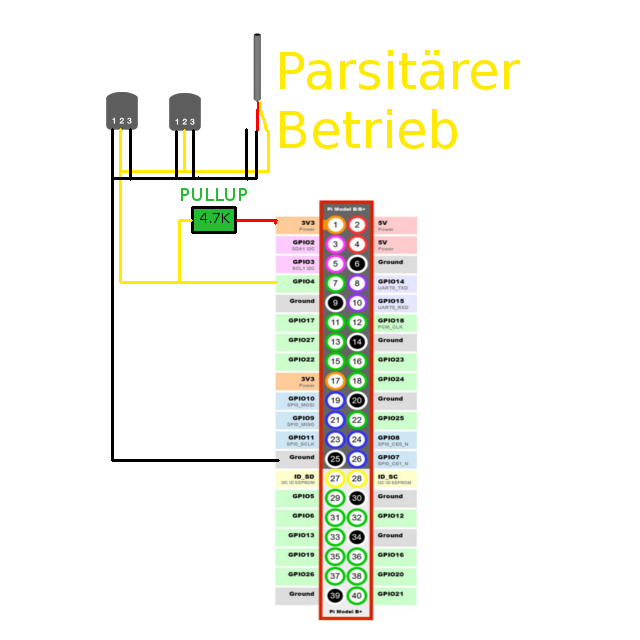 Parsitärer
Betrieb
1 2 3
1 2 3
PULLUP
4.7K
Pi Model B/B+
3V3 Power 1 2 5V Power
GPIO2 SDA1 I2C 3 4 5V Power
GPIO3 SCL1 I2C 5 6 Ground
GPIO4 7 8 GPIO14 UART0_TXD
Ground 9 10 GPIO15 UART0_RXD
GPIO17 11 12 GPIO18 PCM_CLK
GPIO27 13 14 Ground
GPIO22 15 16 GPIO23
3V3 Power 17 18 GPIO24
GPIO10 SPI0_MOSI 19 20 Ground
GPIO9 SPI0_MISO 21 22 GPIO25
GPIO11 SPI0_SCLK 23 24 GPIO8 SPI0_CE0_N
Ground 25 26 GPIO7 SPI0_CE1_N
ID_SD I2C ID EEPROM 27 28 ID_SC I2C ID EEPROM
GPIO5 29 30 Ground
GPIO6 31 32 GPIO12
GPIO13 33 34 Ground
GPIO19 35 36 GPIO16
GPIO26 37 38 GPIO20
Ground 39 40 GPIO21
Pi Model B+